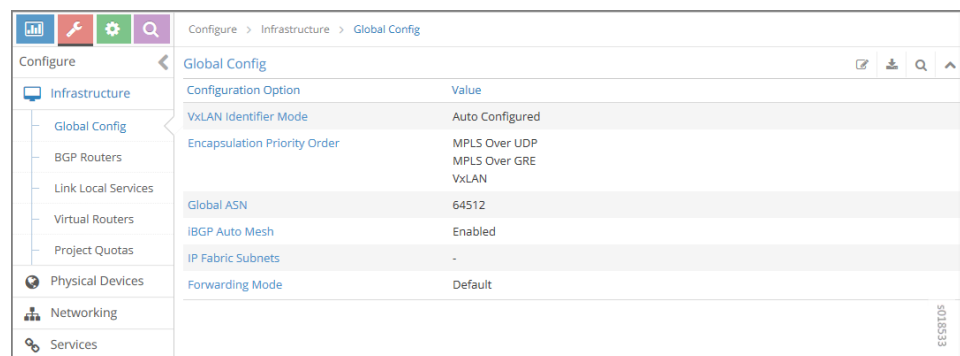 Configure > Infrastructure > Global Config
Configure
Infrastructure
Global Config
BGP Routers
Link Local Services
Virtual Routers
Project Quotas
Physical Devices
Networking
Services
Global Config
Configuration Option Value
VxLAN Identifier Mode Auto Configured
Encapsulation Priority Order MPLS Over UDP
MPLS Over GRE
VxLAN
Global ASN 64512
iBGP Auto Mesh Enabled
IP Fabric Subnets -
Forwarding Mode Default
s018533